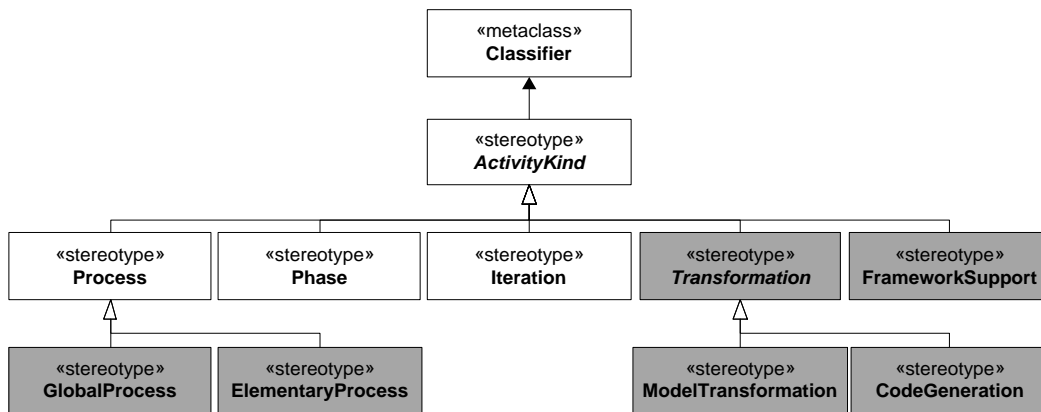 «metaclass»
Classifier
«stereotype»
ActivityKind
«stereotype»
Process
«stereotype»
Phase
«stereotype»
Iteration
«stereotype»
Transformation
«stereotype»
FrameworkSupport
«stereotype»
GlobalProcess
«stereotype»
ElementaryProcess
«stereotype»
ModelTransformation
«stereotype»
CodeGeneration